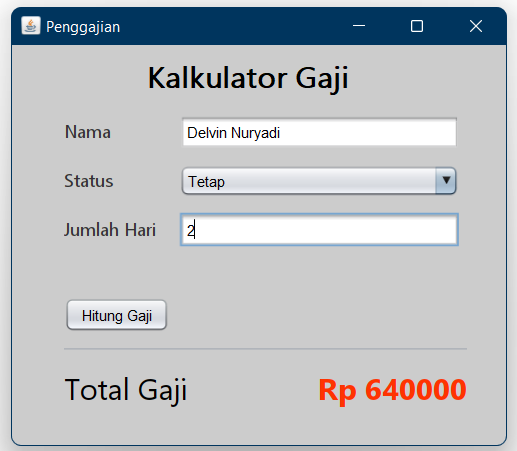 Penggajian
Kalkulator Gaji
Nama Delvin Nuryadi
Status Tetap
Jumlah Hari 2
Hitung Gaji
Total Gaji Rp 640000